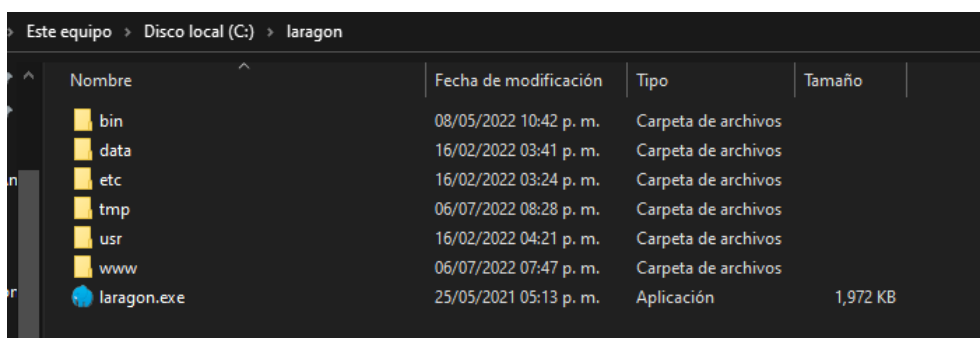 Este equipo > Disco local (C:) > laragon
Nombre Fecha de modificación Tipo Tamaño
bin 08/05/2022 10:42 p. m. Carpeta de archivos
data 16/02/2022 03:41 p. m. Carpeta de archivos
etc 16/02/2022 03:24 p. m. Carpeta de archivos
tmp 06/07/2022 08:28 p. m. Carpeta de archivos
usr 16/02/2022 04:21 p. m. Carpeta de archivos
www 06/07/2022 07:47 p. m. Carpeta de archivos
laragon.exe 25/05/2021 05:13 p. m. Aplicación 1,972 KB